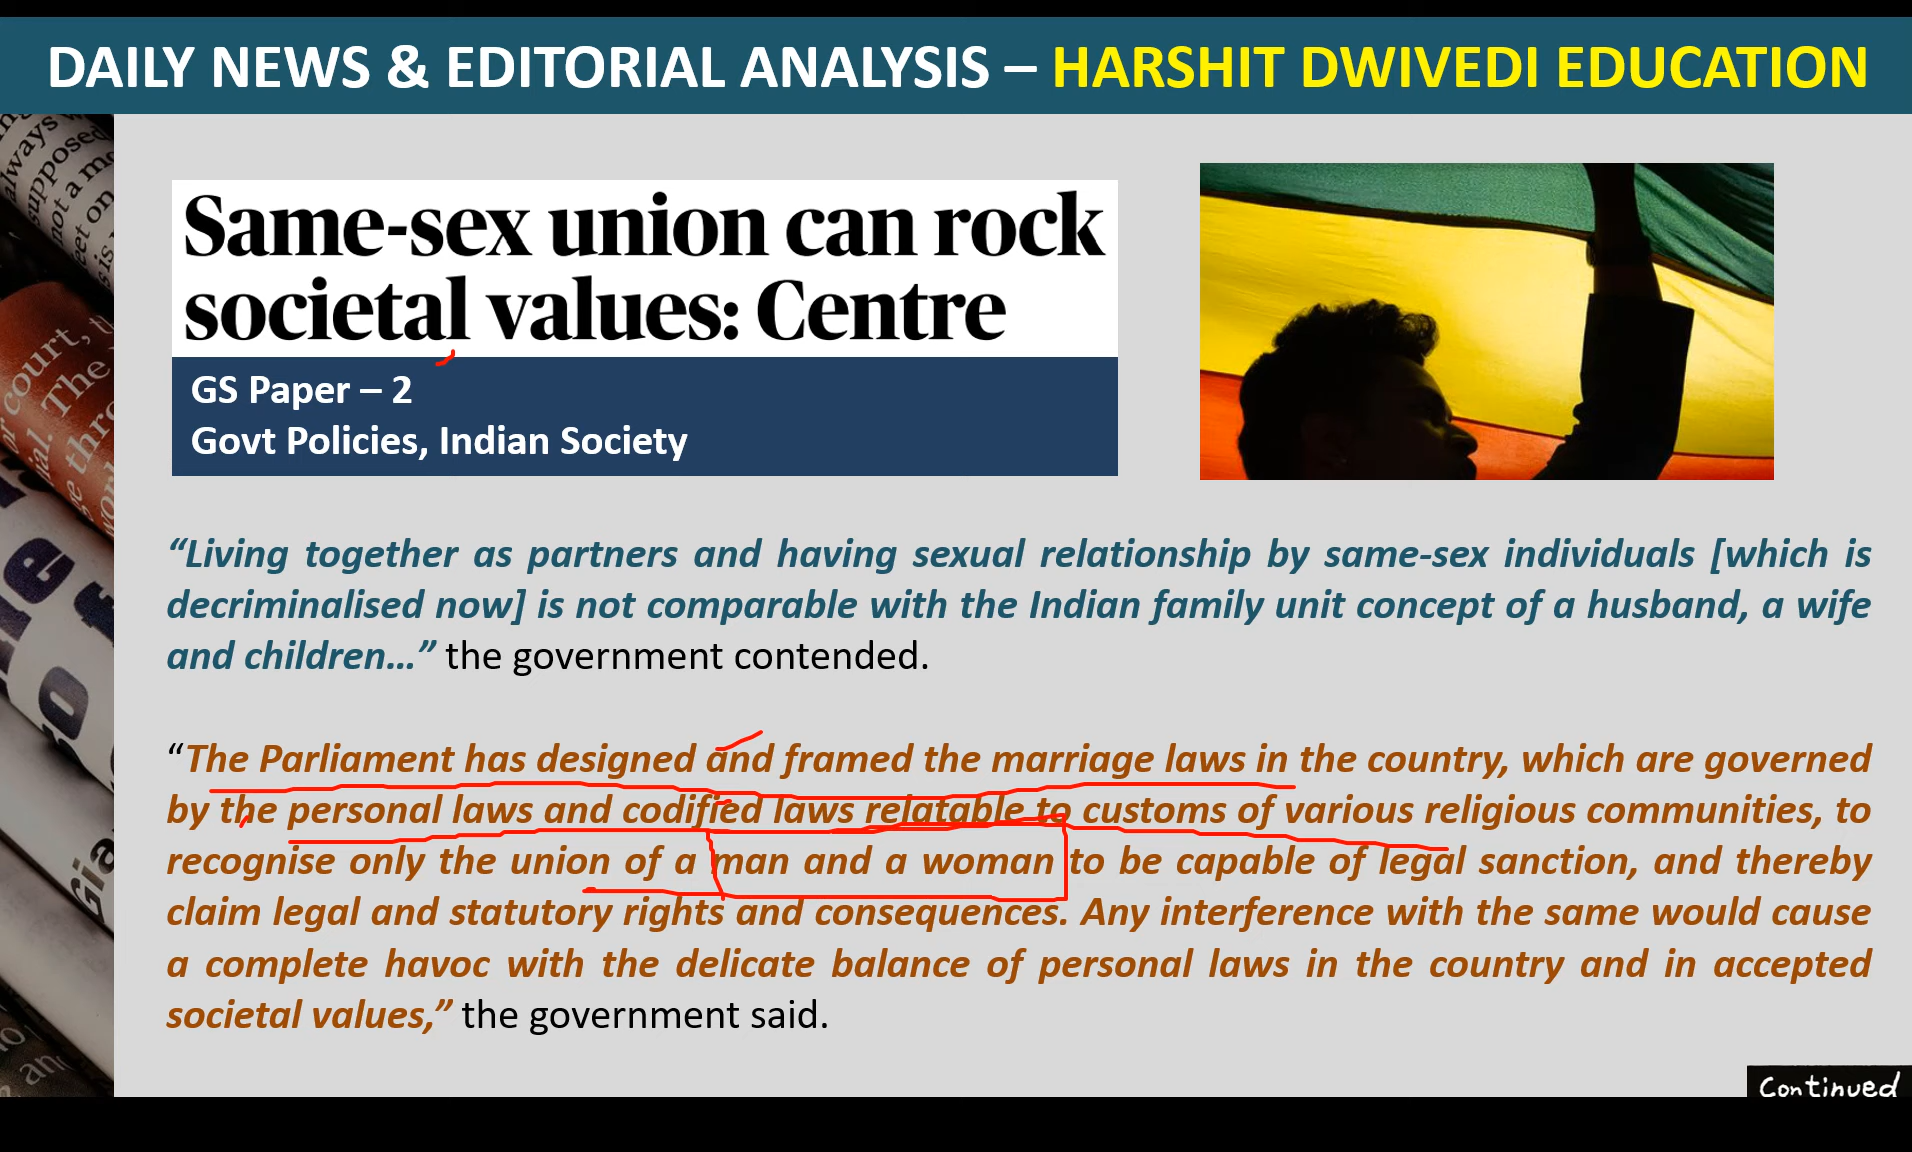 DAILY NEWS & EDITORIAL ANALYSIS – HARSHIT DWIVEDI EDUCATION
Same-sex union can rock
societal values: Centre
GS Paper – 2
Govt Policies, Indian Society
“Living together as partners and having sexual relationship by same-sex individuals [which is
decriminalised now] is not comparable with the Indian family unit concept of a husband, a wife
and children…” the government contended.
“The Parliament has designed and framed the marriage laws in the country, which are governed
by the personal laws and codified laws relatable to customs of various religious communities, to
recognise only the union of a man and a woman to be capable of legal sanction, and thereby
claim legal and statutory rights and consequences. Any interference with the same would cause
a complete havoc with the delicate balance of personal laws in the country and in accepted
societal values,” the government said.
Continued
always
supposed
not a
court,
The